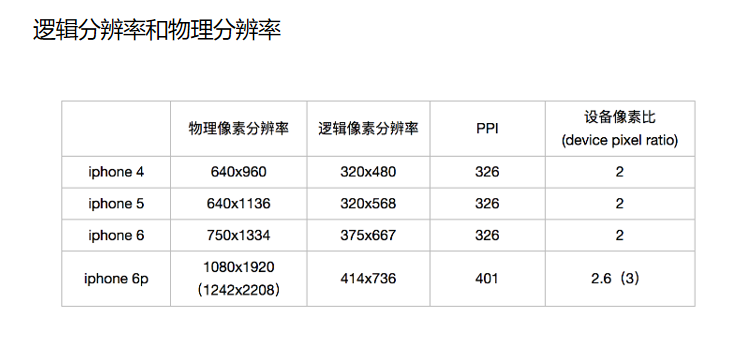 逻辑分辨率和物理分辨率
物理像素分辨率 逻辑像素分辨率 PPI 设备像素比
(device pixel ratio)
iphone 4 640x960 320x480 326 2
iphone 5 640x1136 320x568 326 2
iphone 6 750x1334 375x667 326 2
iphone 6p 1080x1920 414x736 401 2.6（3）
（1242x2208）